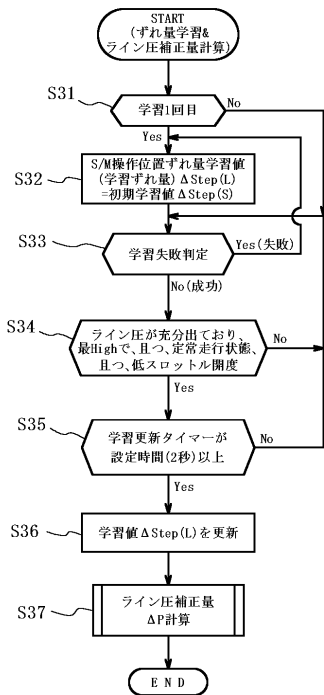 START
(ずれ量学習&
ライン圧補正量計算)
S31
学習1回目
No
Yes
S32
S/M操作位置ずれ量学習値
(学習ずれ量)ΔStep(L)
=初期学習値ΔStep(S)
S33
学習失敗判定
Yes(失敗)
No(成功)
S34
ライン圧が充分出ており、
最Highで、且つ、定常走行状態、
且つ、低スロットル開度
No
Yes
S35
学習更新タイマーが
設定時間(2秒)以上
No
Yes
S36
学習値ΔStep(L)を更新
S37
ライン圧補正量
ΔP計算
END